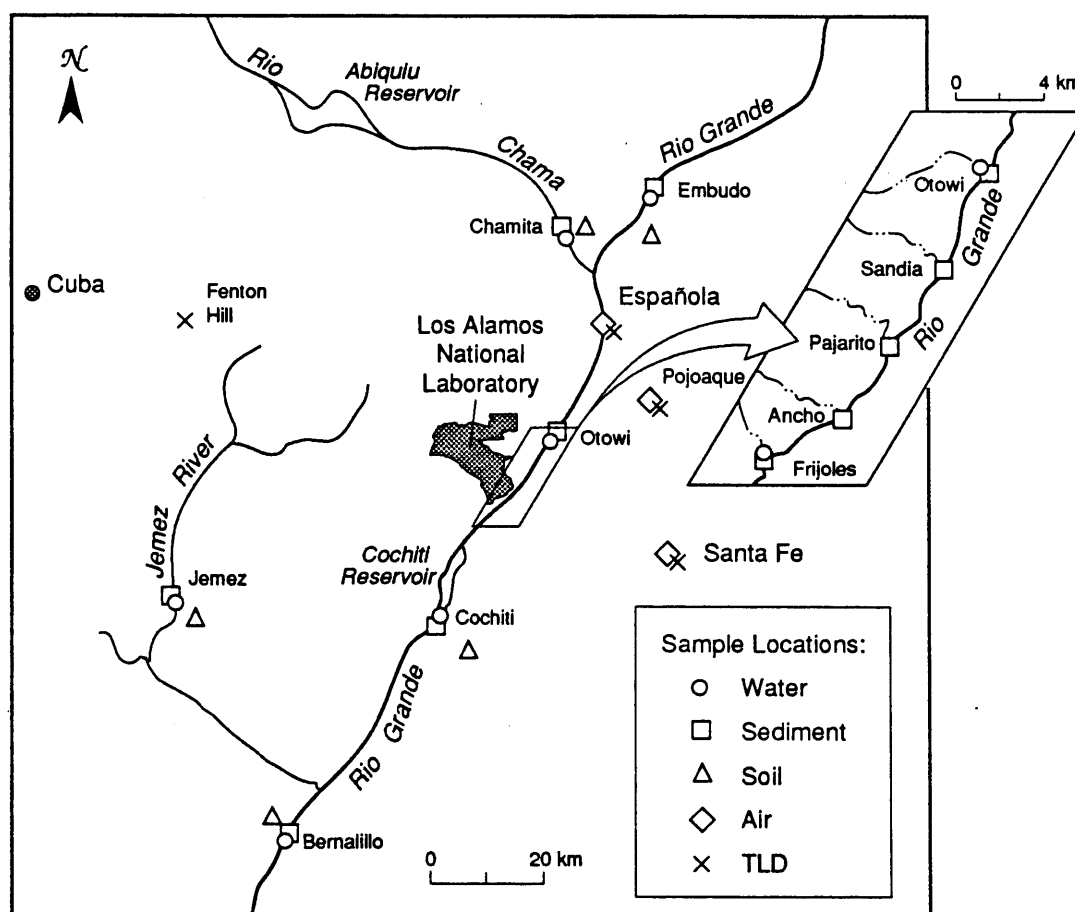 N
Rio
Abiquiu
Reservoir
Chama
Rio Grande
0 4 km
Otowi
Grande
Embudo
Chamita
Sandia
Cuba
Fenton
Hill
Española
Rio
Los Alamos
National
Laboratory
Pajarito
Pojoaque
Ancho
Otowi
Frijoles
River
Jemez
Cochiti
Reservoir
Santa Fe
Jemez
Cochiti
Grande
Rio
Bernalillo
0 20 km
Sample Locations:
Water
Sediment
Soil
Air
TLD